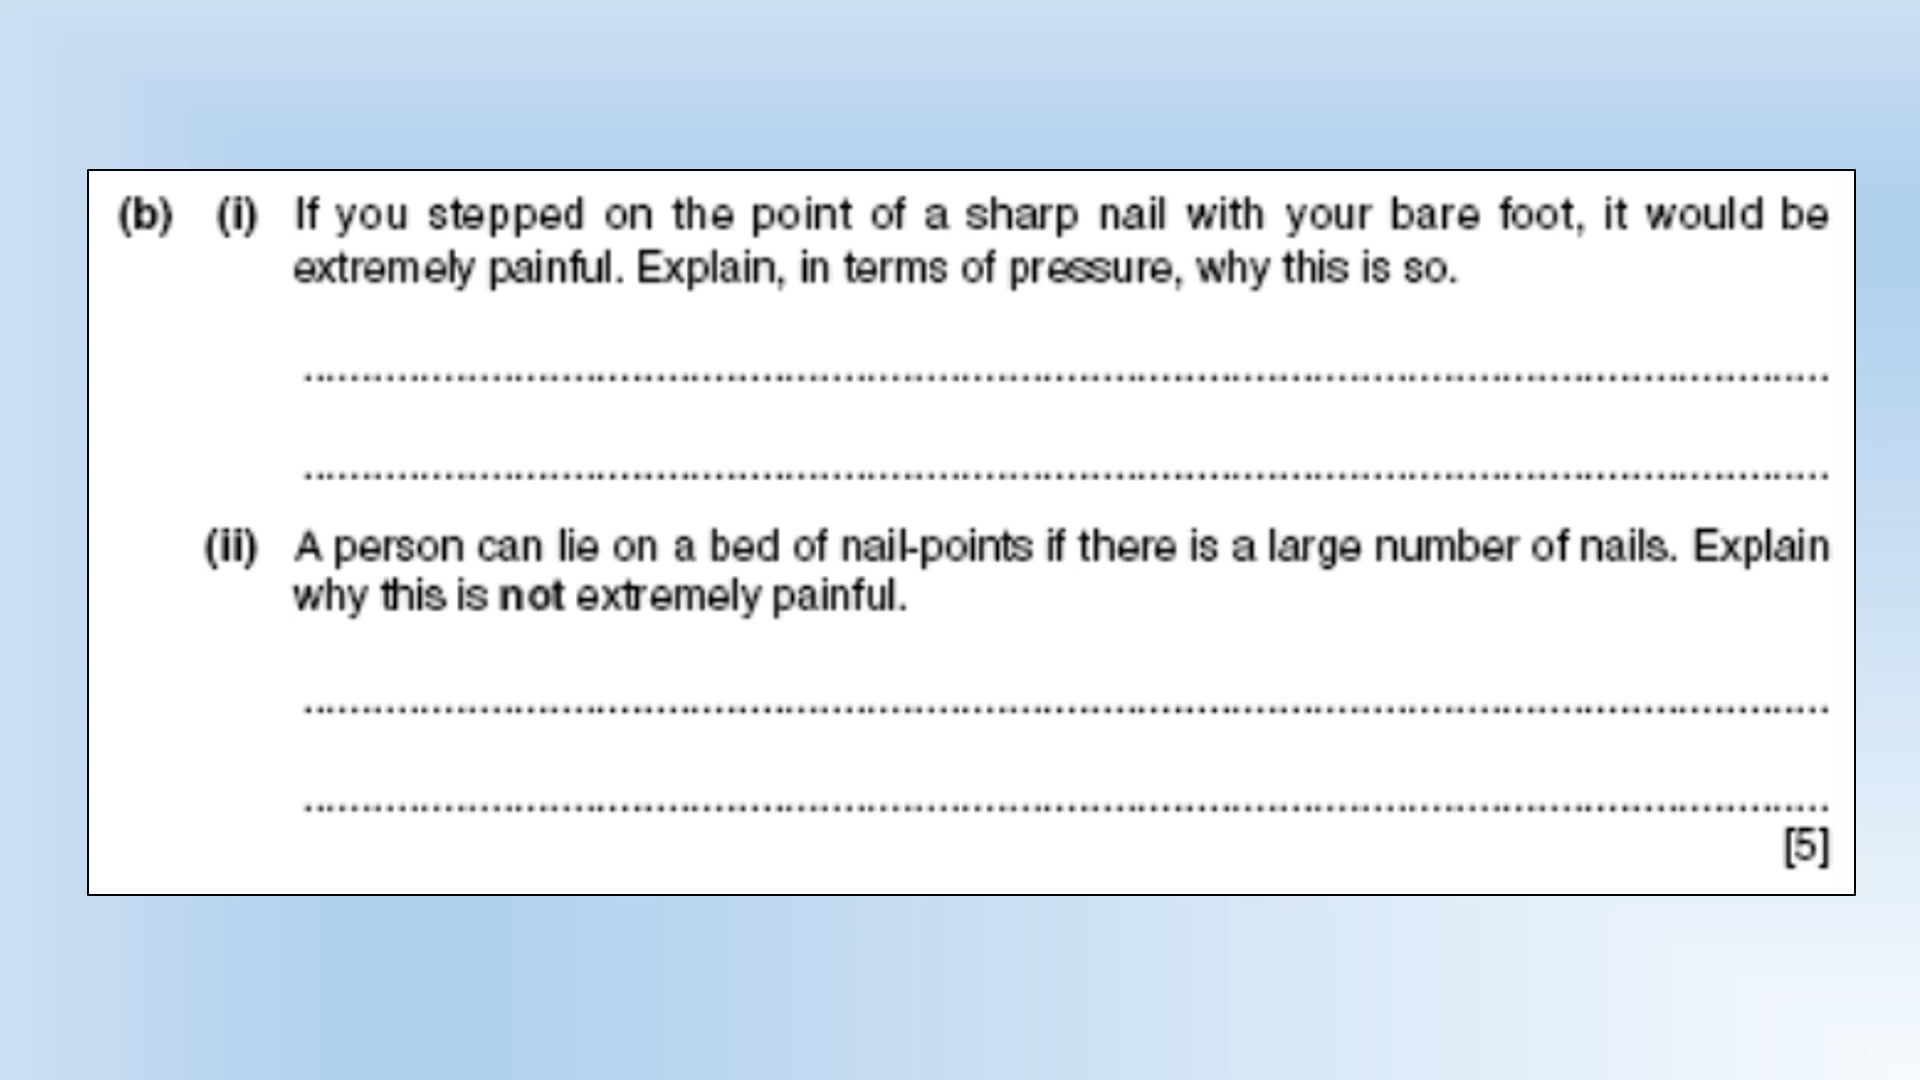 (b) (i) If you stepped on the point of a sharp nail with your bare foot, it would be
extremely painful. Explain, in terms of pressure, why this is so.
..........................................................................................
..........................................................................................
(ii) A person can lie on a bed of nail-points if there is a large number of nails. Explain
why this is not extremely painful.
..........................................................................................
..........................................................................................
[5]